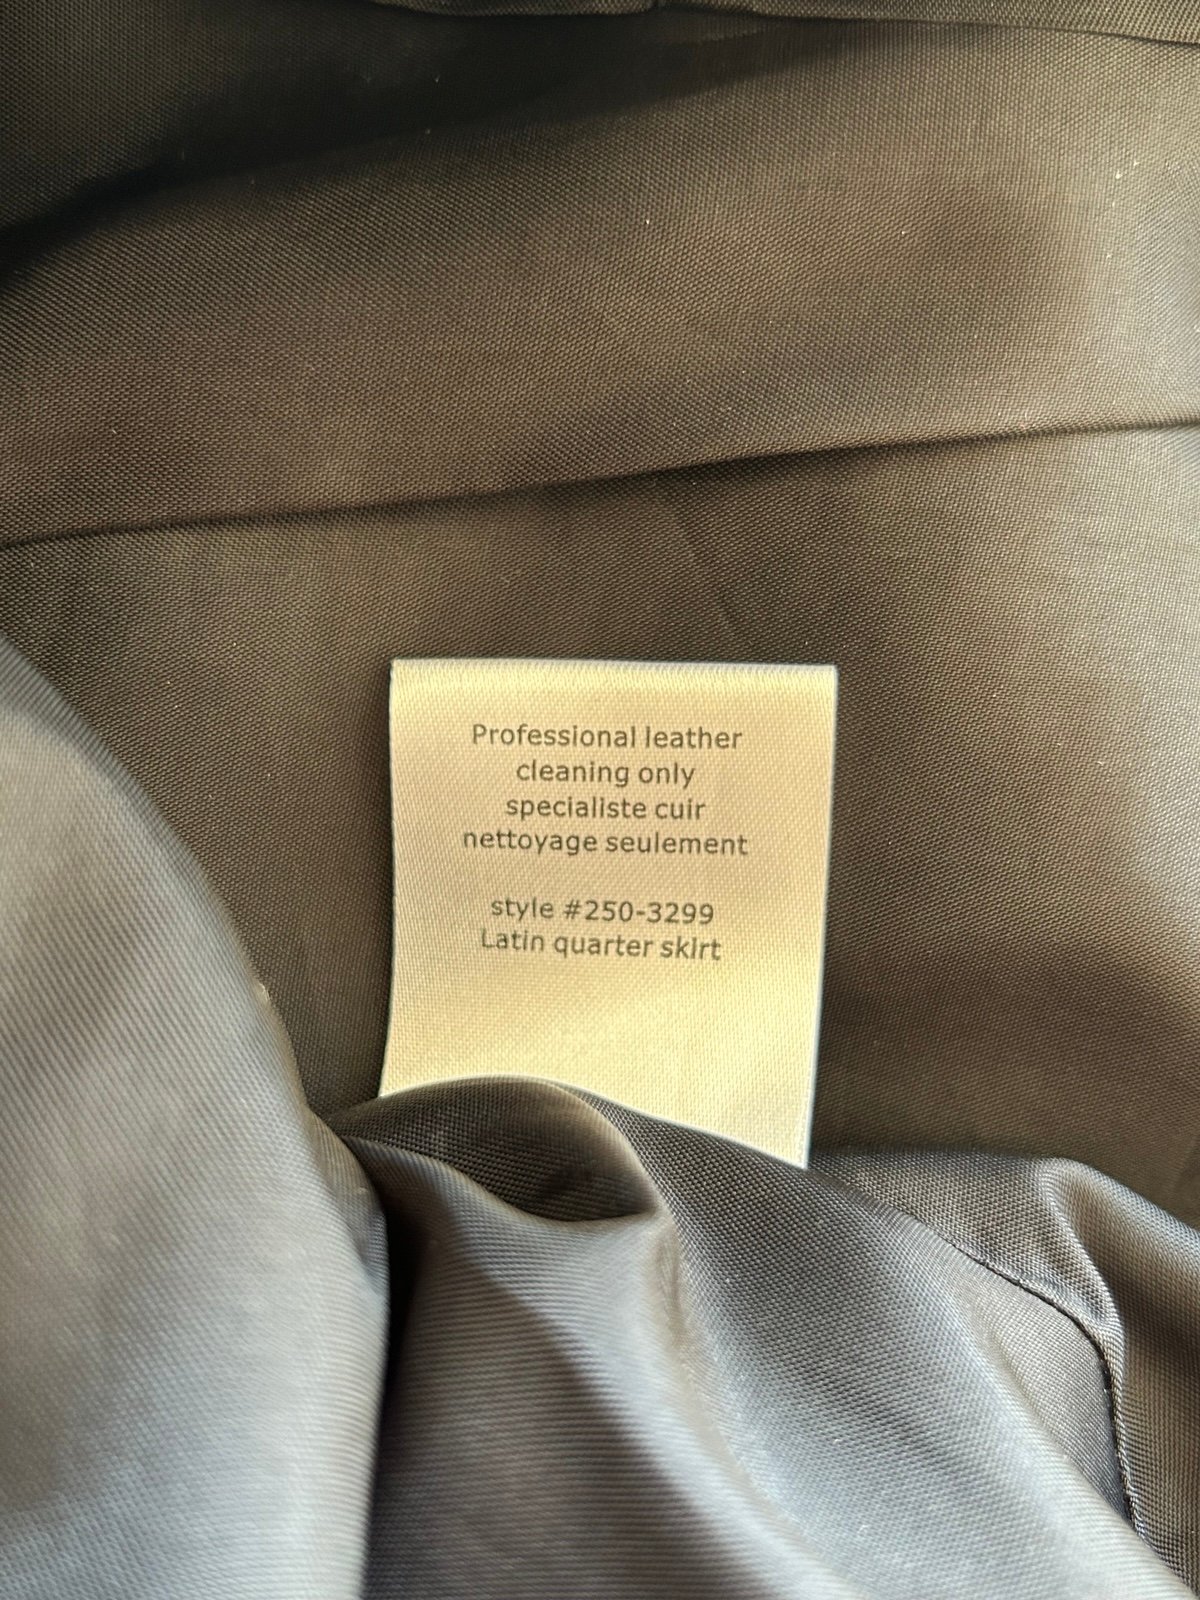 Professional leather
cleaning only
specialiste cuir
nettoyage seulement
style #250-3299
Latin quarter skirt